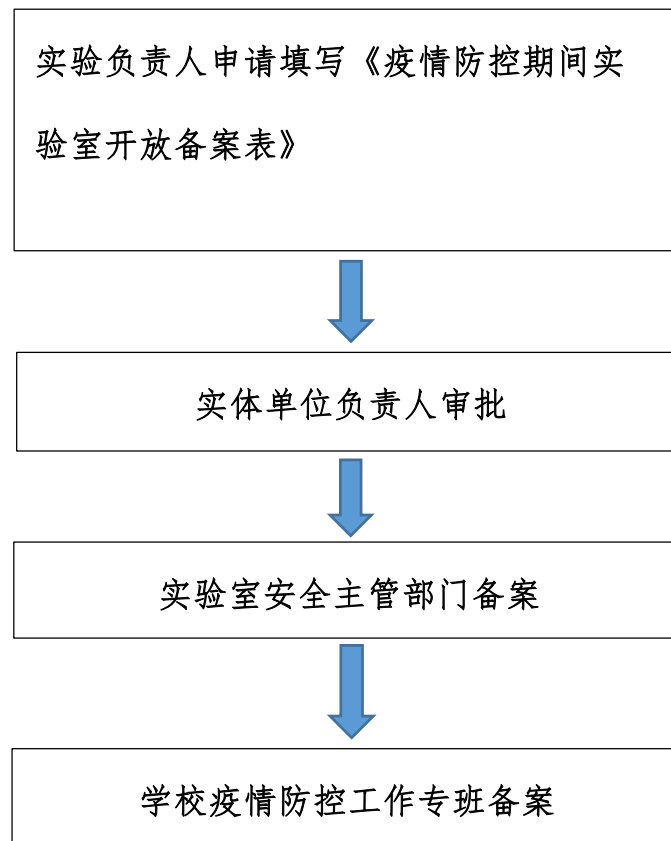 实验负责人申请填写《疫情防控期间实
验室开放备案表》
实体单位负责人审批
实验室安全主管部门备案
学校疫情防控工作专班备案